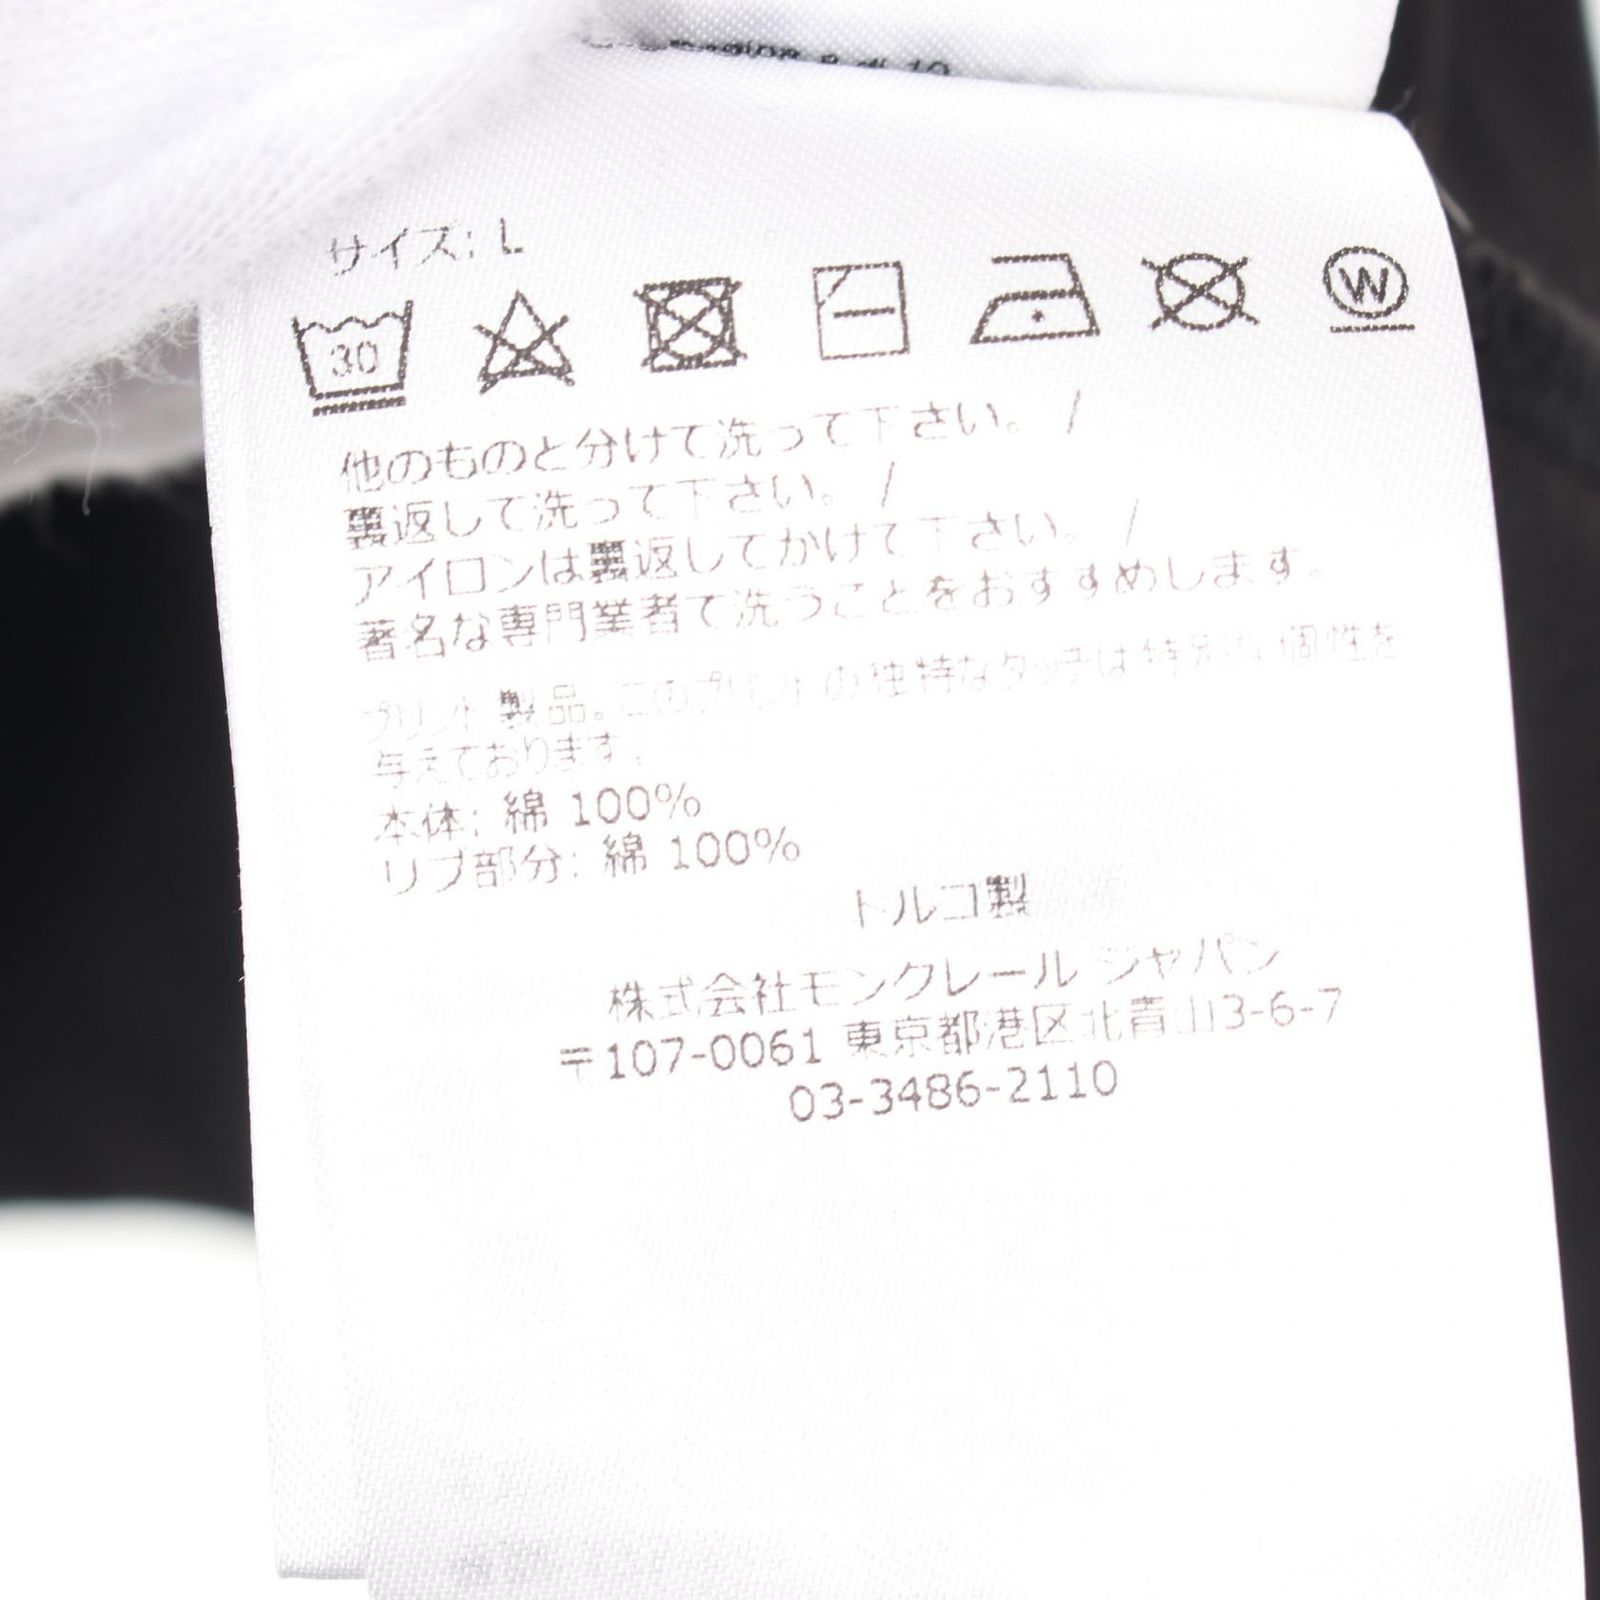 サイズ: L
30
W
他のものと分けて洗って下さい。 /
裏返して洗って下さい。 /
アイロンは裏返してかけて下さい。 /
著名な専門業者で洗うことをおすすめします。
プリント製品。このプリントの独特なタッチは特別な個性を
与えております。
本体: 綿 100%
リブ部分: 綿 100%
トルコ製
株式会社モンクレール ジャパン
〒107-0061 東京都港区北青山3-6-7
03-3486-2110